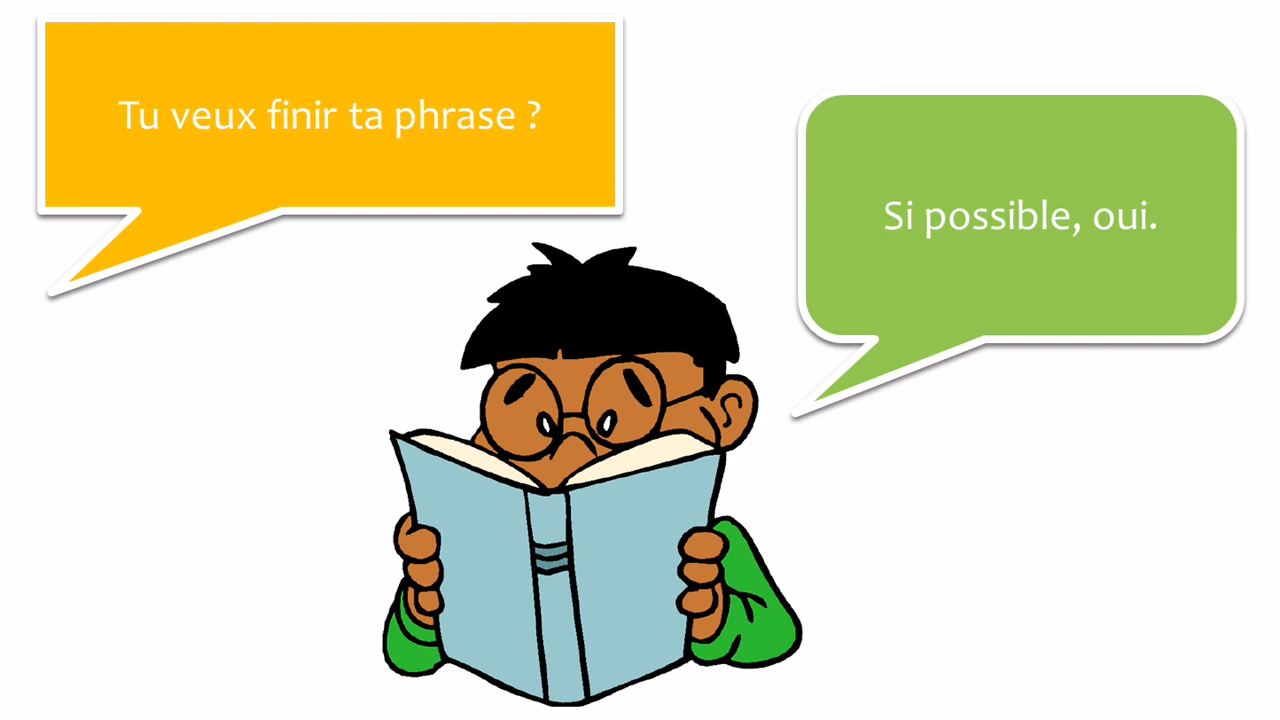 Tu veux finir ta phrase ?
Si possible, oui.